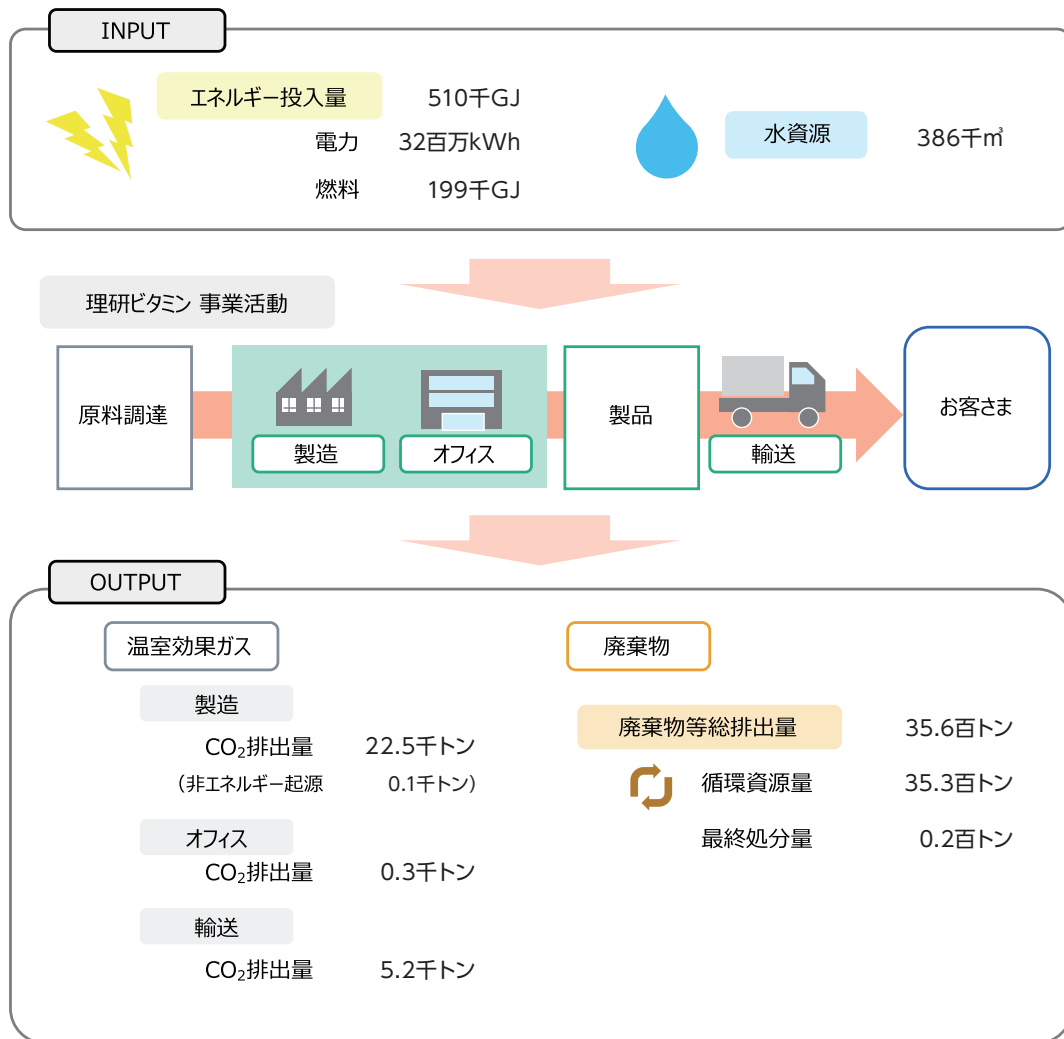 INPUT
エネルギー投入量 510千GJ
電力 32百万kWh
燃料 199千GJ
水資源 386千㎥
理研ビタミン 事業活動
原料調達
製造
オフィス
製品
輸送
お客さま
OUTPUT
温室効果ガス
製造
CO₂排出量 22.5千トン
（非エネルギー起源 0.1千トン）
オフィス
CO₂排出量 0.3千トン
輸送
CO₂排出量 5.2千トン
廃棄物
廃棄物等総排出量 35.6百トン
循環資源量 35.3百トン
最終処分量 0.2百トン